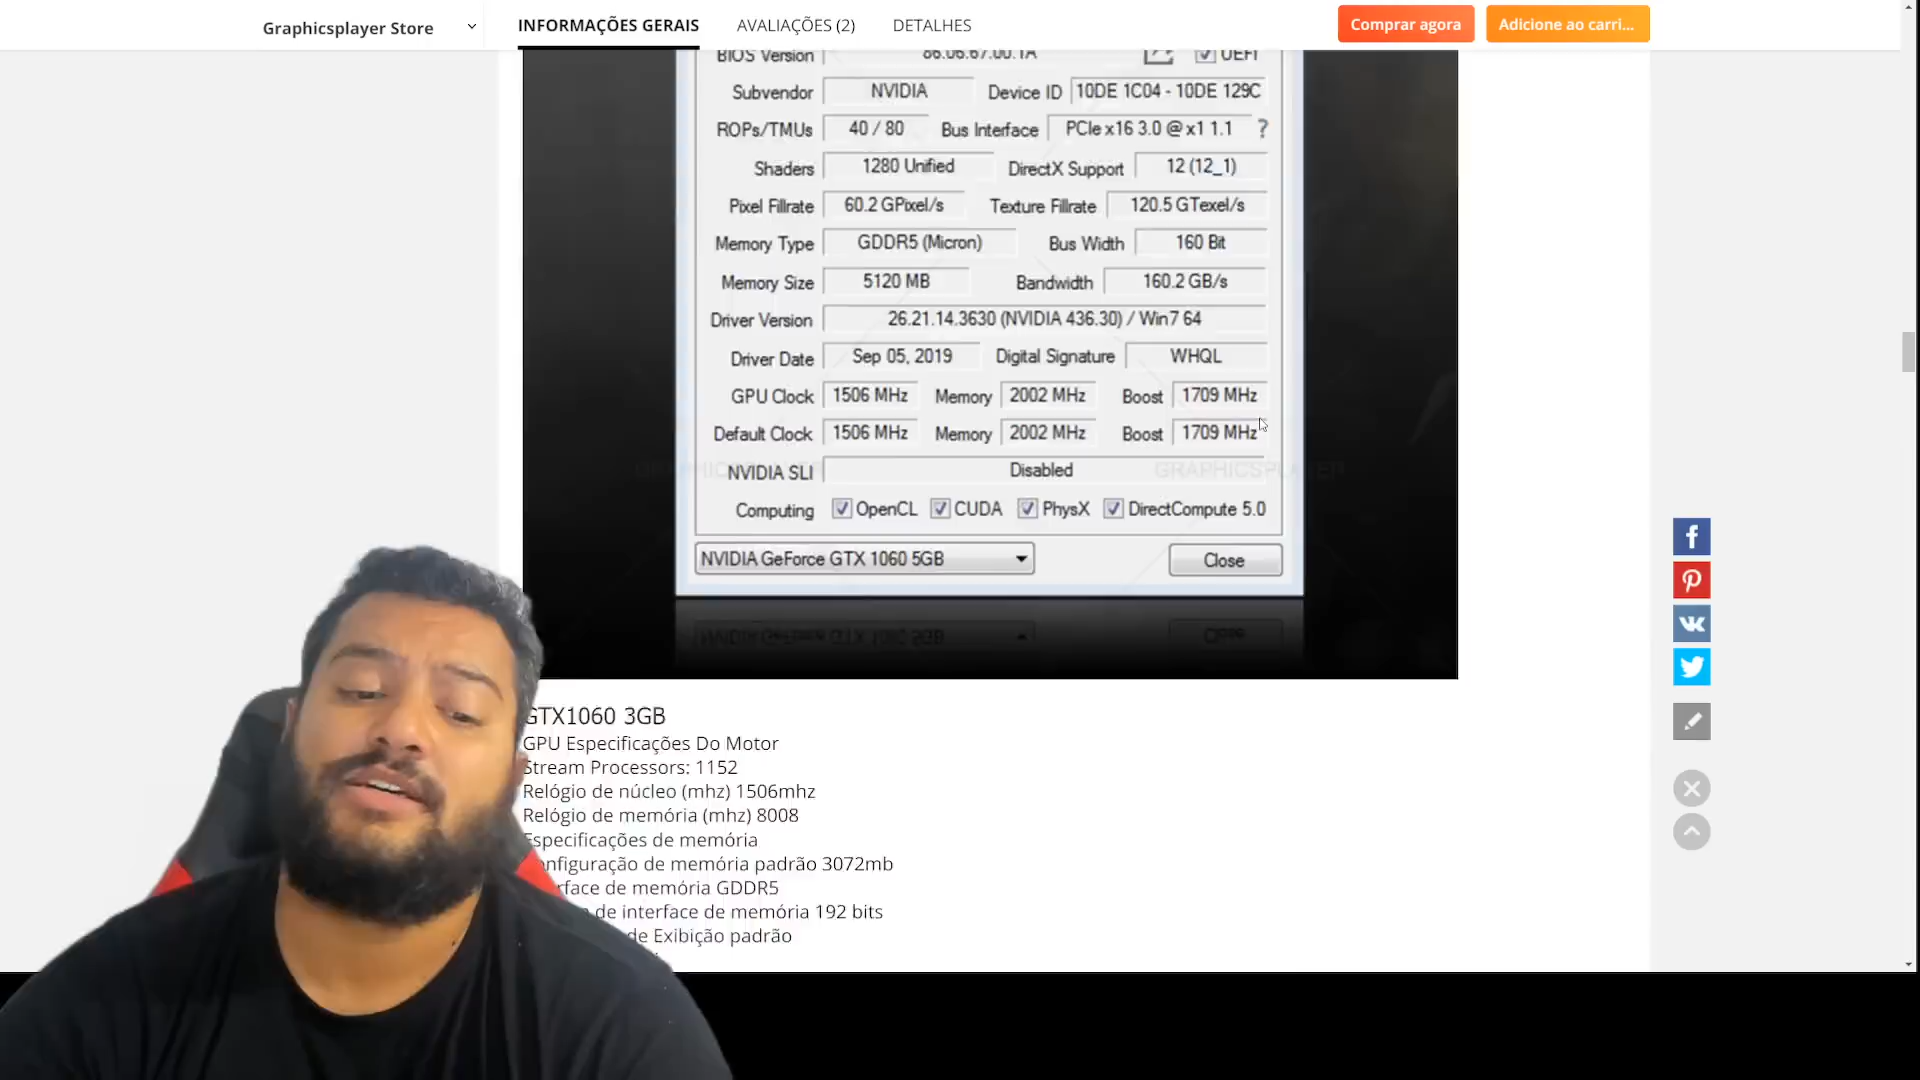 Graphicsplayer Store
INFORMAÇÕES GERAIS
AVALIAÇÕES (2)
DETALHES
Comprar agora
Adicione ao carri...
BIOS Version 86.06.67.00.1A UEFI
Subvendor NVIDIA Device ID 10DE 1C04 - 10DE 129C
ROPs/TMUs 40 / 80 Bus Interface PCIe x16 3.0 @ x1 1.1 ?
Shaders 1280 Unified DirectX Support 12 (12_1)
Pixel Fillrate 60.2 GPixel/s Texture Fillrate 120.5 GTexel/s
Memory Type GDDR5 (Micron) Bus Width 160 Bit
Memory Size 5120 MB Bandwidth 160.2 GB/s
Driver Version 26.21.14.3630 (NVIDIA 436.30) / Win7 64
Driver Date Sep 05, 2019 Digital Signature WHQL
GPU Clock 1506 MHz Memory 2002 MHz Boost 1709 MHz
Default Clock 1506 MHz Memory 2002 MHz Boost 1709 MHz
NVIDIA SLI Disabled
Computing OpenCL CUDA PhysX DirectCompute 5.0
NVIDIA GeForce GTX 1060 5GB Close
GTX1060 3GB
GPU Especificações Do Motor
Stream Processors: 1152
Relógio de núcleo (mhz) 1506mhz
Relógio de memória (mhz) 8008
Especificações de memória
onfiguração de memória padrão 3072mb
rface de memória GDDR5
de interface de memória 192 bits
de Exibição padrão